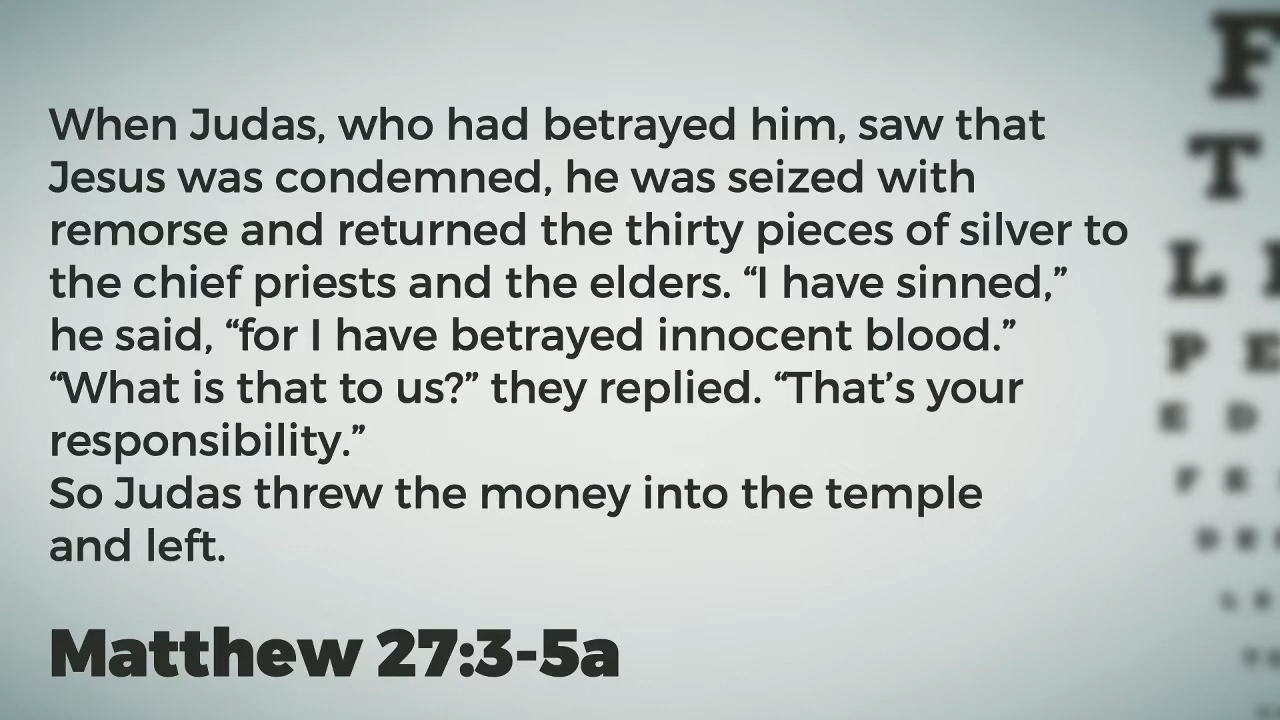 When Judas, who had betrayed him, saw that
Jesus was condemned, he was seized with
remorse and returned the thirty pieces of silver to
the chief priests and the elders. “I have sinned,”
he said, “for I have betrayed innocent blood.”
“What is that to us?” they replied. “That’s your
responsibility.”
So Judas threw the money into the temple
and left.
Matthew 27:3-5a
F
T
L
P E
E D
F E
D E
L E